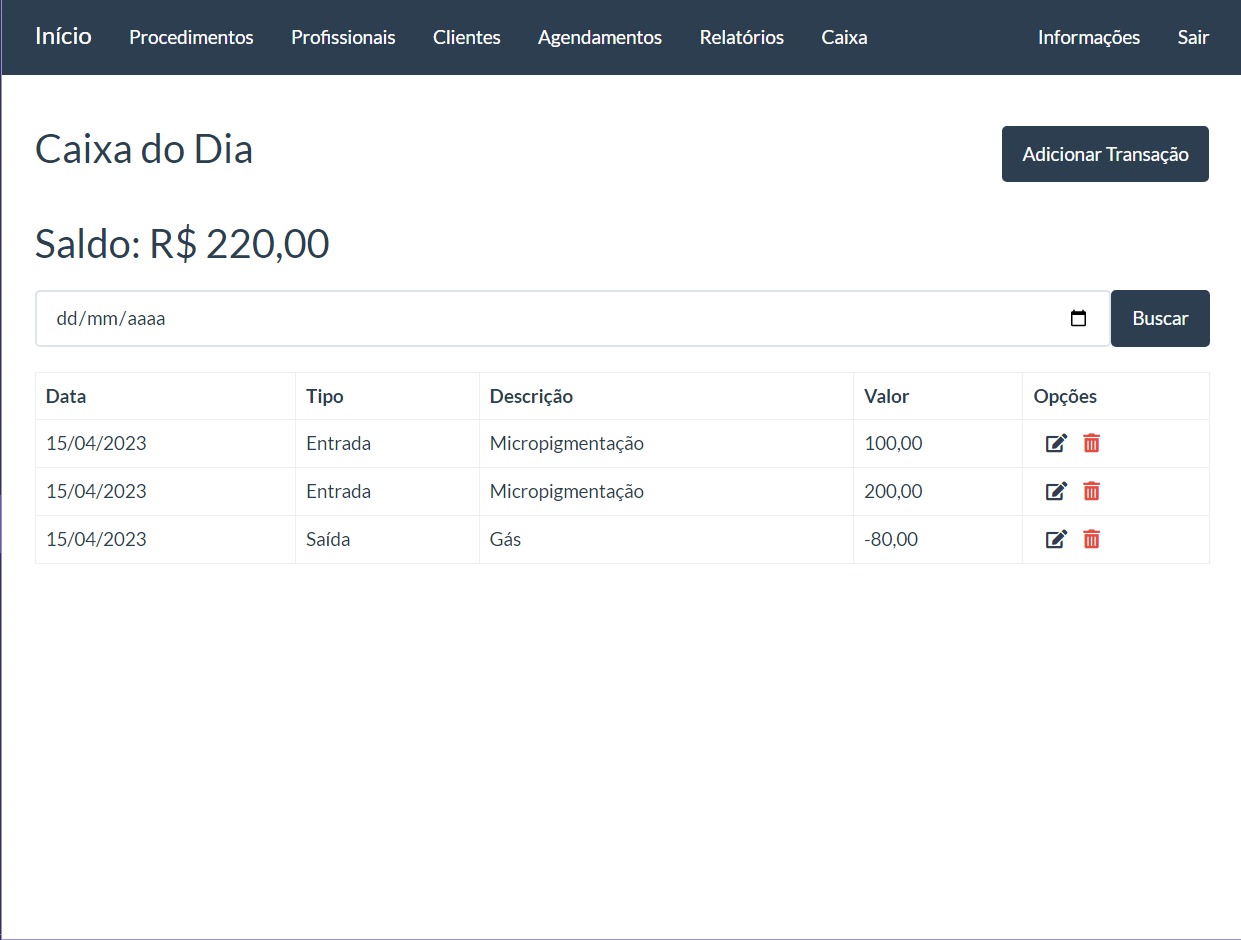 Início Procedimentos Profissionais Clientes Agendamentos Relatórios Caixa Informações Sair
Caixa do Dia
Adicionar Transação
Saldo: R$ 220,00
dd/mm/aaaa Buscar
Data Tipo Descrição Valor Opções
15/04/2023 Entrada Micropigmentação 100,00
15/04/2023 Entrada Micropigmentação 200,00
15/04/2023 Saída Gás -80,00